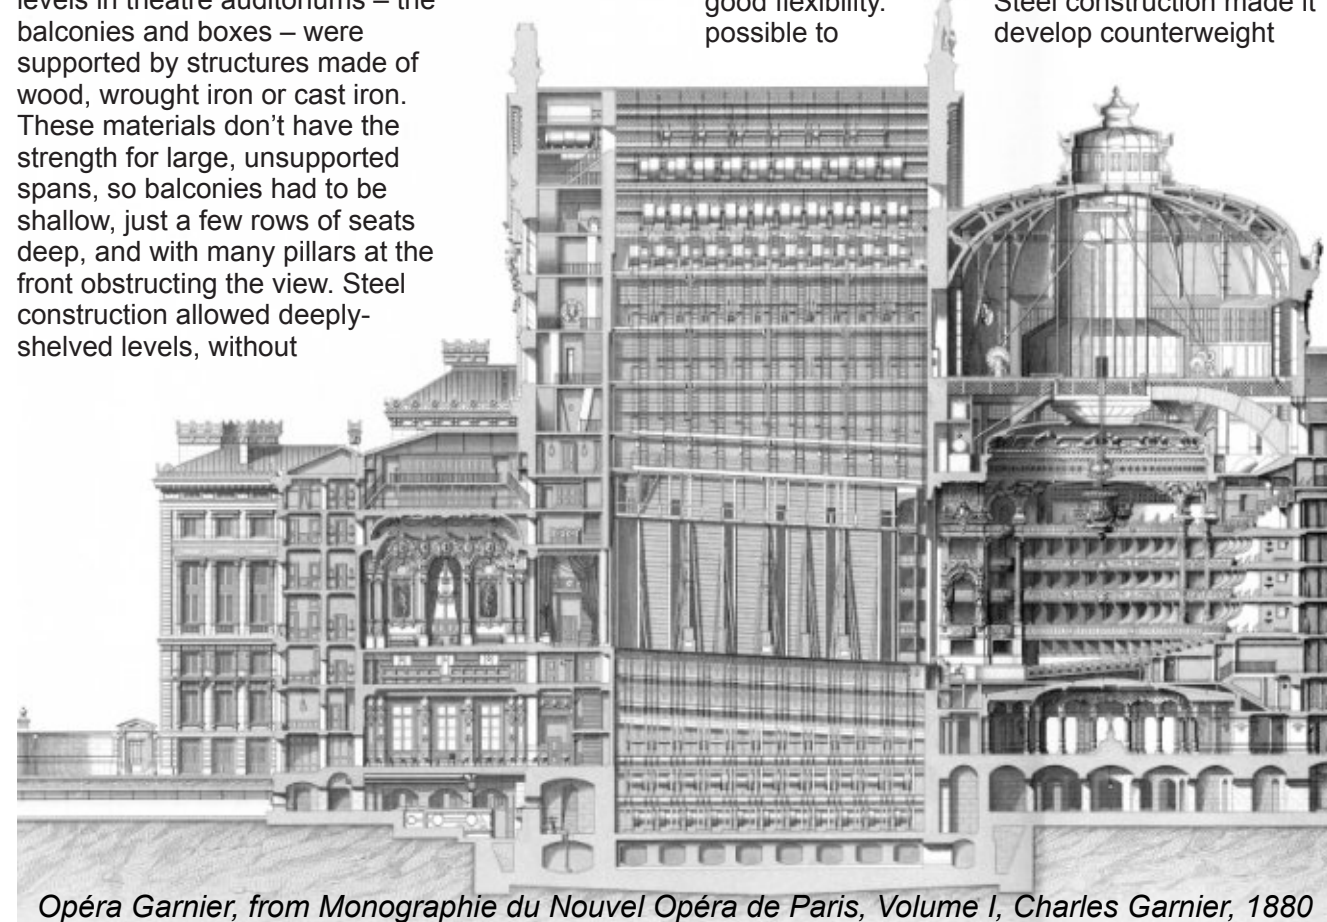 levels in theatre auditoriums – the
balconies and boxes – were
supported by structures made of
wood, wrought iron or cast iron.
These materials don’t have the
strength for large, unsupported
spans, so balconies had to be
shallow, just a few rows of seats
deep, and with many pillars at the
front obstructing the view. Steel
construction allowed deeply-
shelved levels, without
good flexibility.
possible to
Steel construction made it
develop counterweight
Opéra Garnier, from Monographie du Nouvel Opéra de Paris, Volume I, Charles Garnier, 1880